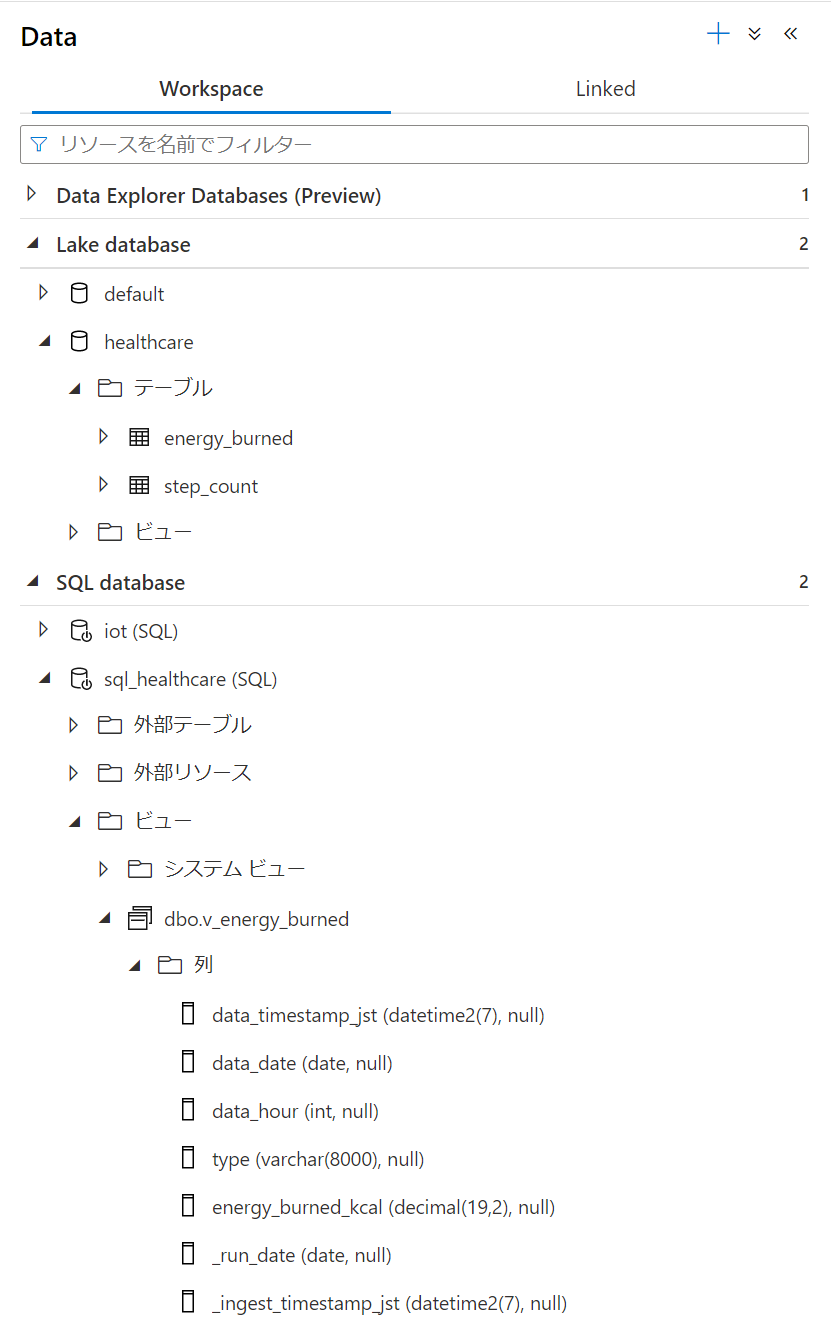 Data
Workspace Linked
リソースを名前でフィルター
Data Explorer Databases (Preview) 1
Lake database 2
default
healthcare
テーブル
energy_burned
step_count
ビュー
SQL database 2
iot (SQL)
sql_healthcare (SQL)
外部テーブル
外部リソース
ビュー
システム ビュー
dbo.v_energy_burned
列
data_timestamp_jst (datetime2(7), null)
data_date (date, null)
data_hour (int, null)
type (varchar(8000), null)
energy_burned_kcal (decimal(19,2), null)
_run_date (date, null)
_ingest_timestamp_jst (datetime2(7), null)